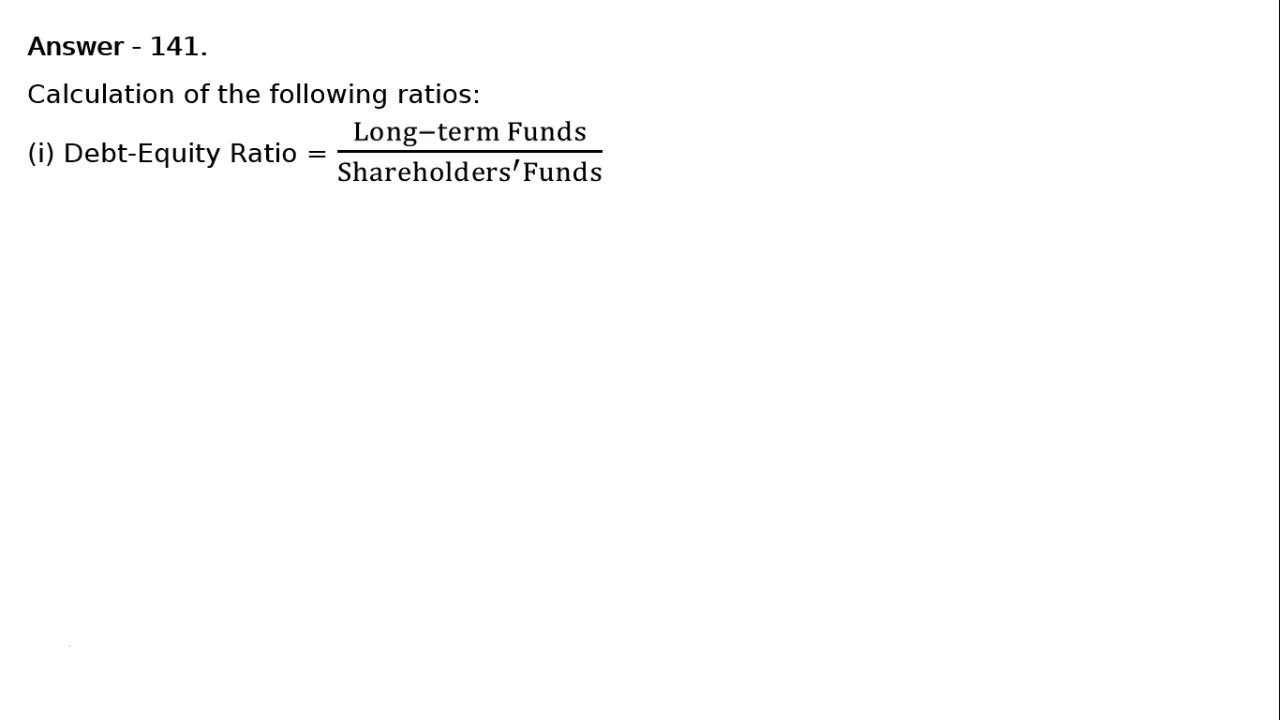 Answer - 141.
Calculation of the following ratios:
(i) Debt-Equity Ratio = Long−term Funds / Shareholders′Funds